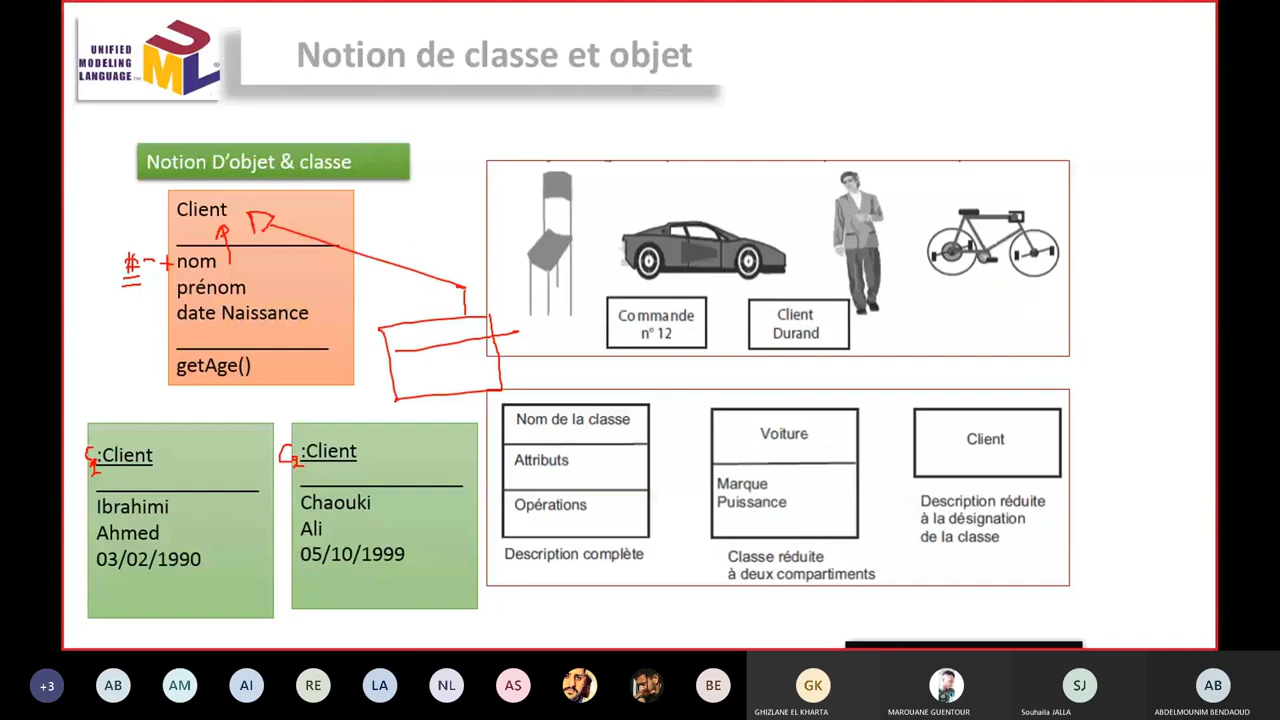 UNIFIED
MODELING
LANGUAGE
UML
TM
Notion de classe et objet
Notion D'objet & classe
Client
# - +
nom
prénom
date Naissance
getAge()
Commande
n° 12
Client
Durand
C1 :Client
Ibrahimi
Ahmed
03/02/1990
C2 :Client
Chaouki
Ali
05/10/1999
Nom de la classe
Attributs
Opérations
Description complète
Voiture
Marque
Puissance
Classe réduite
à deux compartiments
Client
Description réduite
à la désignation
de la classe
+3
AB
AM
AI
RE
LA
NL
AS
BE
GK
GHIZLANE EL KHARTA
MAROUANE GUENTOUR
SJ
Souhaila JALLA
AB
ABDELMOUNIM BENDAOUD